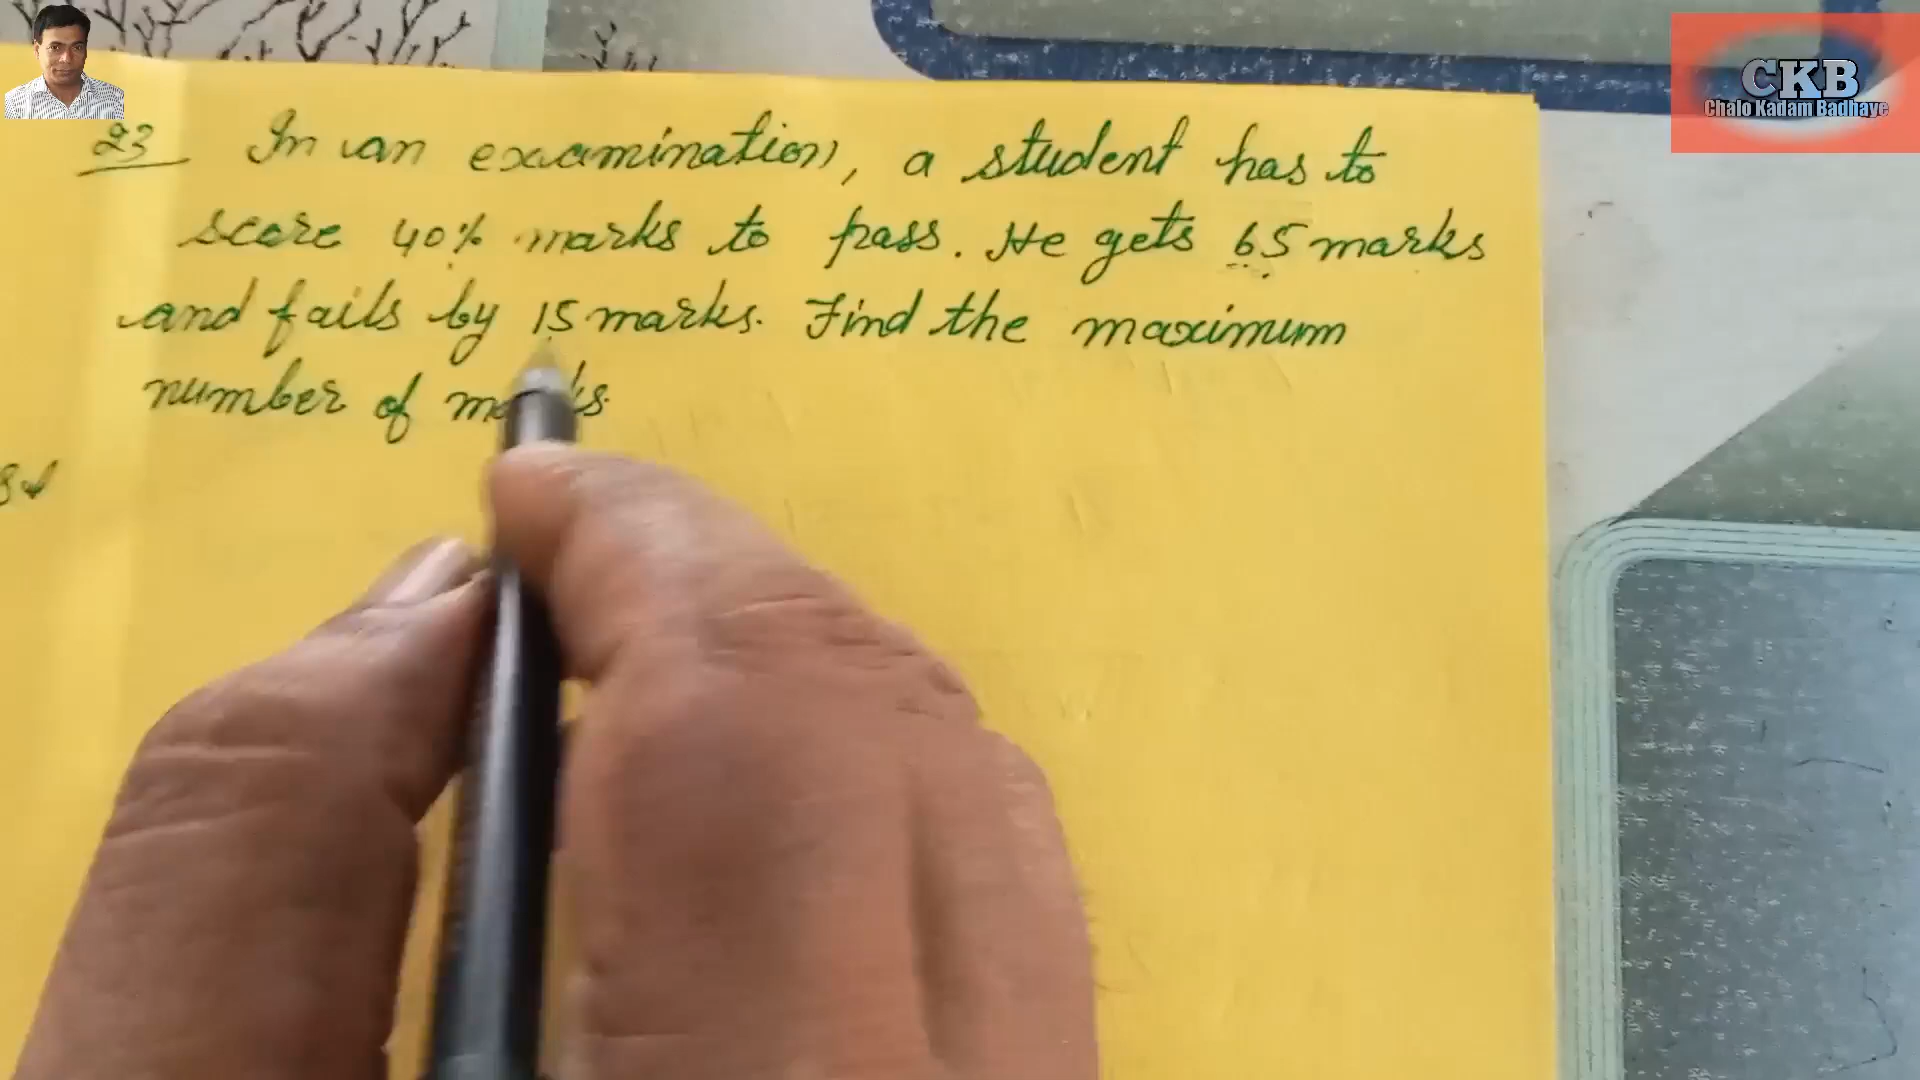 CKB
Chalo Kadam Badhaye
23 In an examination, a student has to
score 40% marks to pass. He gets 65 marks
and fails by 15 marks. Find the maximum
number of marks.